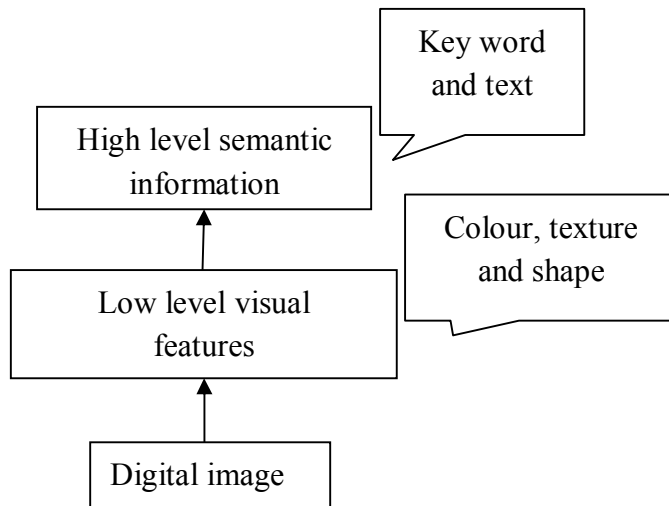 Key word
and text
High level semantic
information
Colour, texture
and shape
Low level visual
features
Digital image